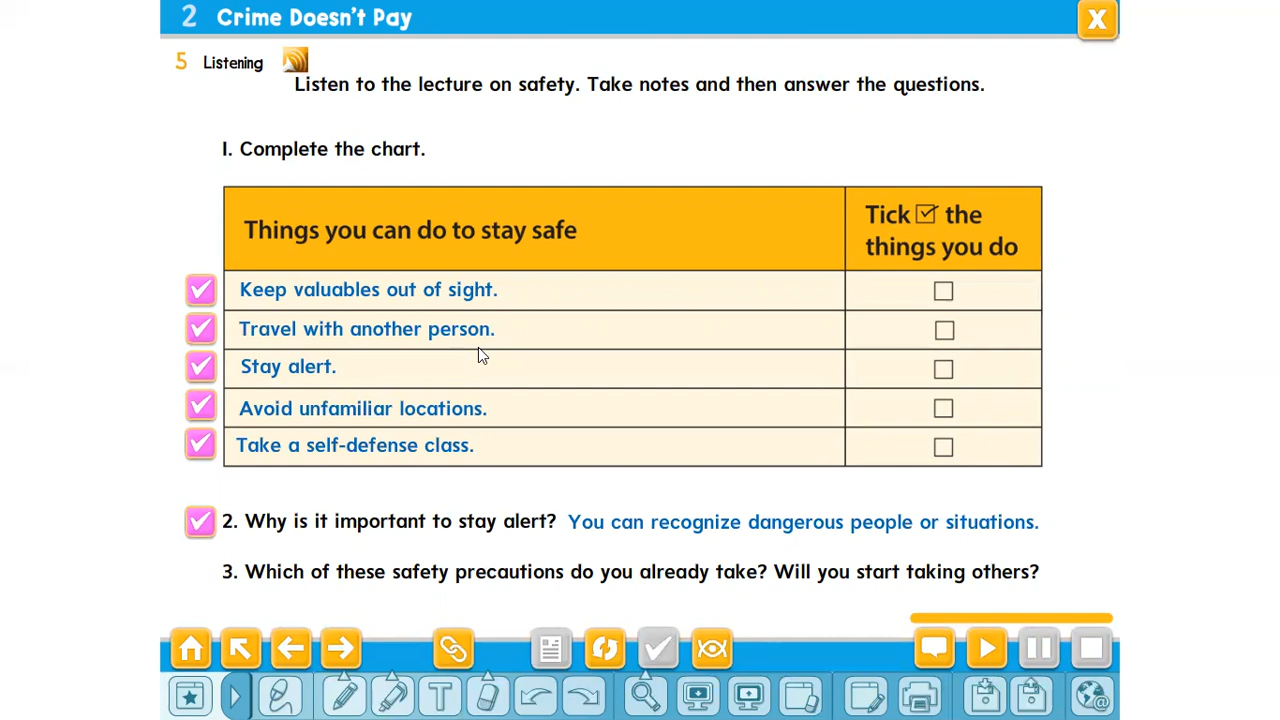 2 Crime Doesn't Pay
X
5 Listening
Listen to the lecture on safety. Take notes and then answer the questions.
1. Complete the chart.
Things you can do to stay safe
Tick ☑ the
things you do
Keep valuables out of sight.
Travel with another person.
Stay alert.
Avoid unfamiliar locations.
Take a self-defense class.
2. Why is it important to stay alert? You can recognize dangerous people or situations.
3. Which of these safety precautions do you already take? Will you start taking others?
T
@